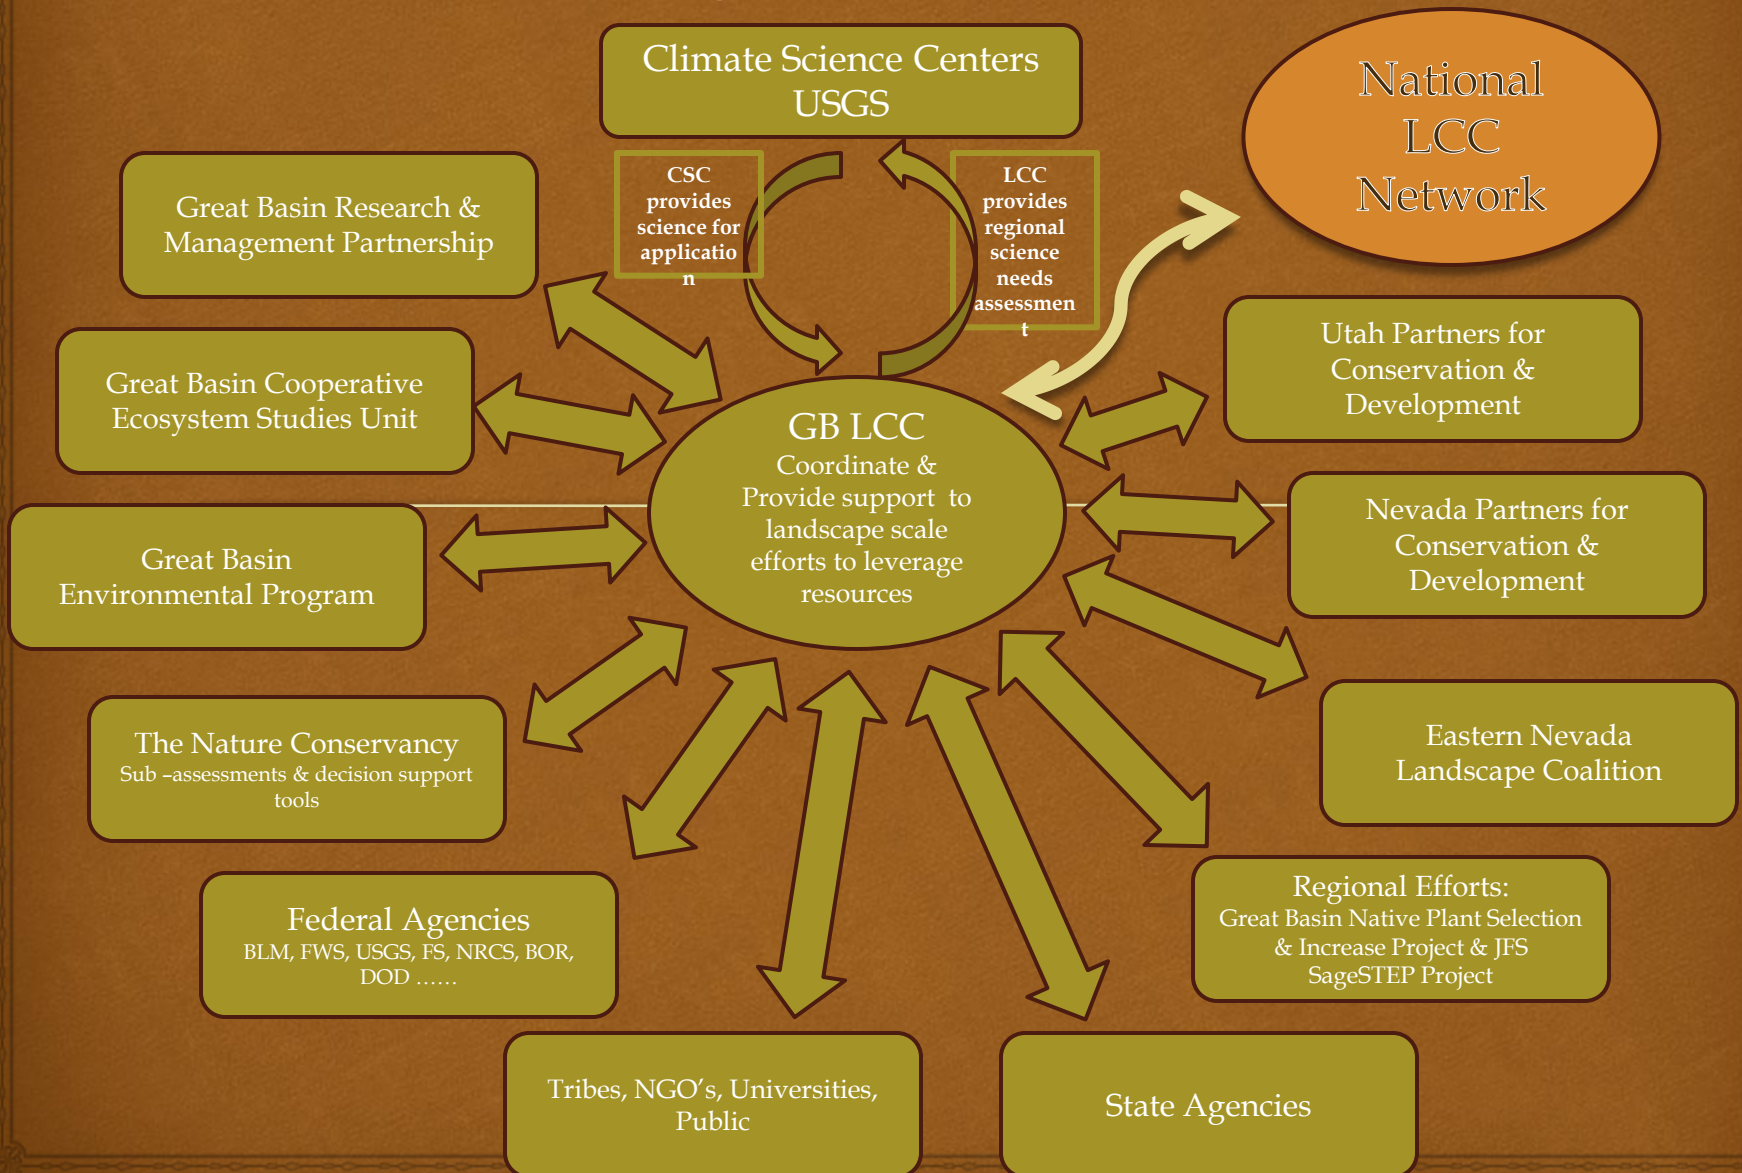 Climate Science Centers
USGS
National
LCC
Network
CSC
provides
science for
applicatio
n
LCC
provides
regional
science
needs
assessmen
t
Great Basin Research &
Management Partnership
Great Basin Cooperative
Ecosystem Studies Unit
Great Basin
Environmental Program
The Nature Conservancy
Sub –assessments & decision support
tools
Federal Agencies
BLM, FWS, USGS, FS, NRCS, BOR,
DOD ……
Tribes, NGO’s, Universities,
Public
GB LCC
Coordinate &
Provide support to
landscape scale
efforts to leverage
resources
Utah Partners for
Conservation &
Development
Nevada Partners for
Conservation &
Development
Eastern Nevada
Landscape Coalition
Regional Efforts:
Great Basin Native Plant Selection
& Increase Project & JFS
SageSTEP Project
State Agencies